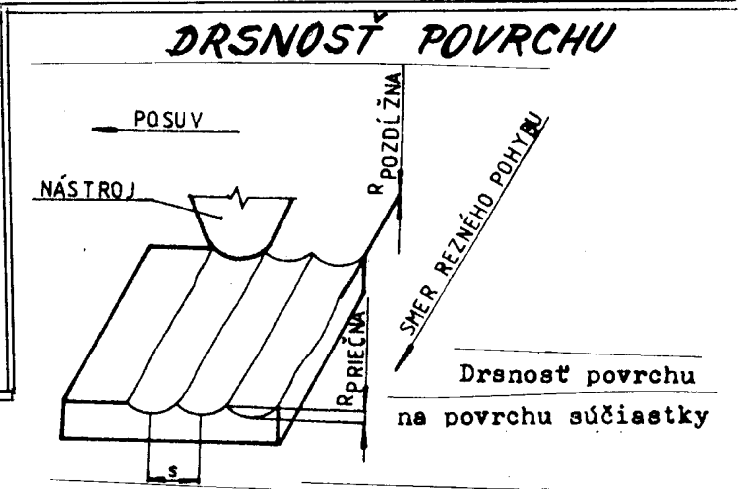 DRSNOSŤ POVRCHU
POSUV
NÁSTROJ
R POZDĹŽNA
SMER REZNÉHO POHYBU
R PRIEČNA
s
Drsnosť povrchu
na povrchu súčiastky